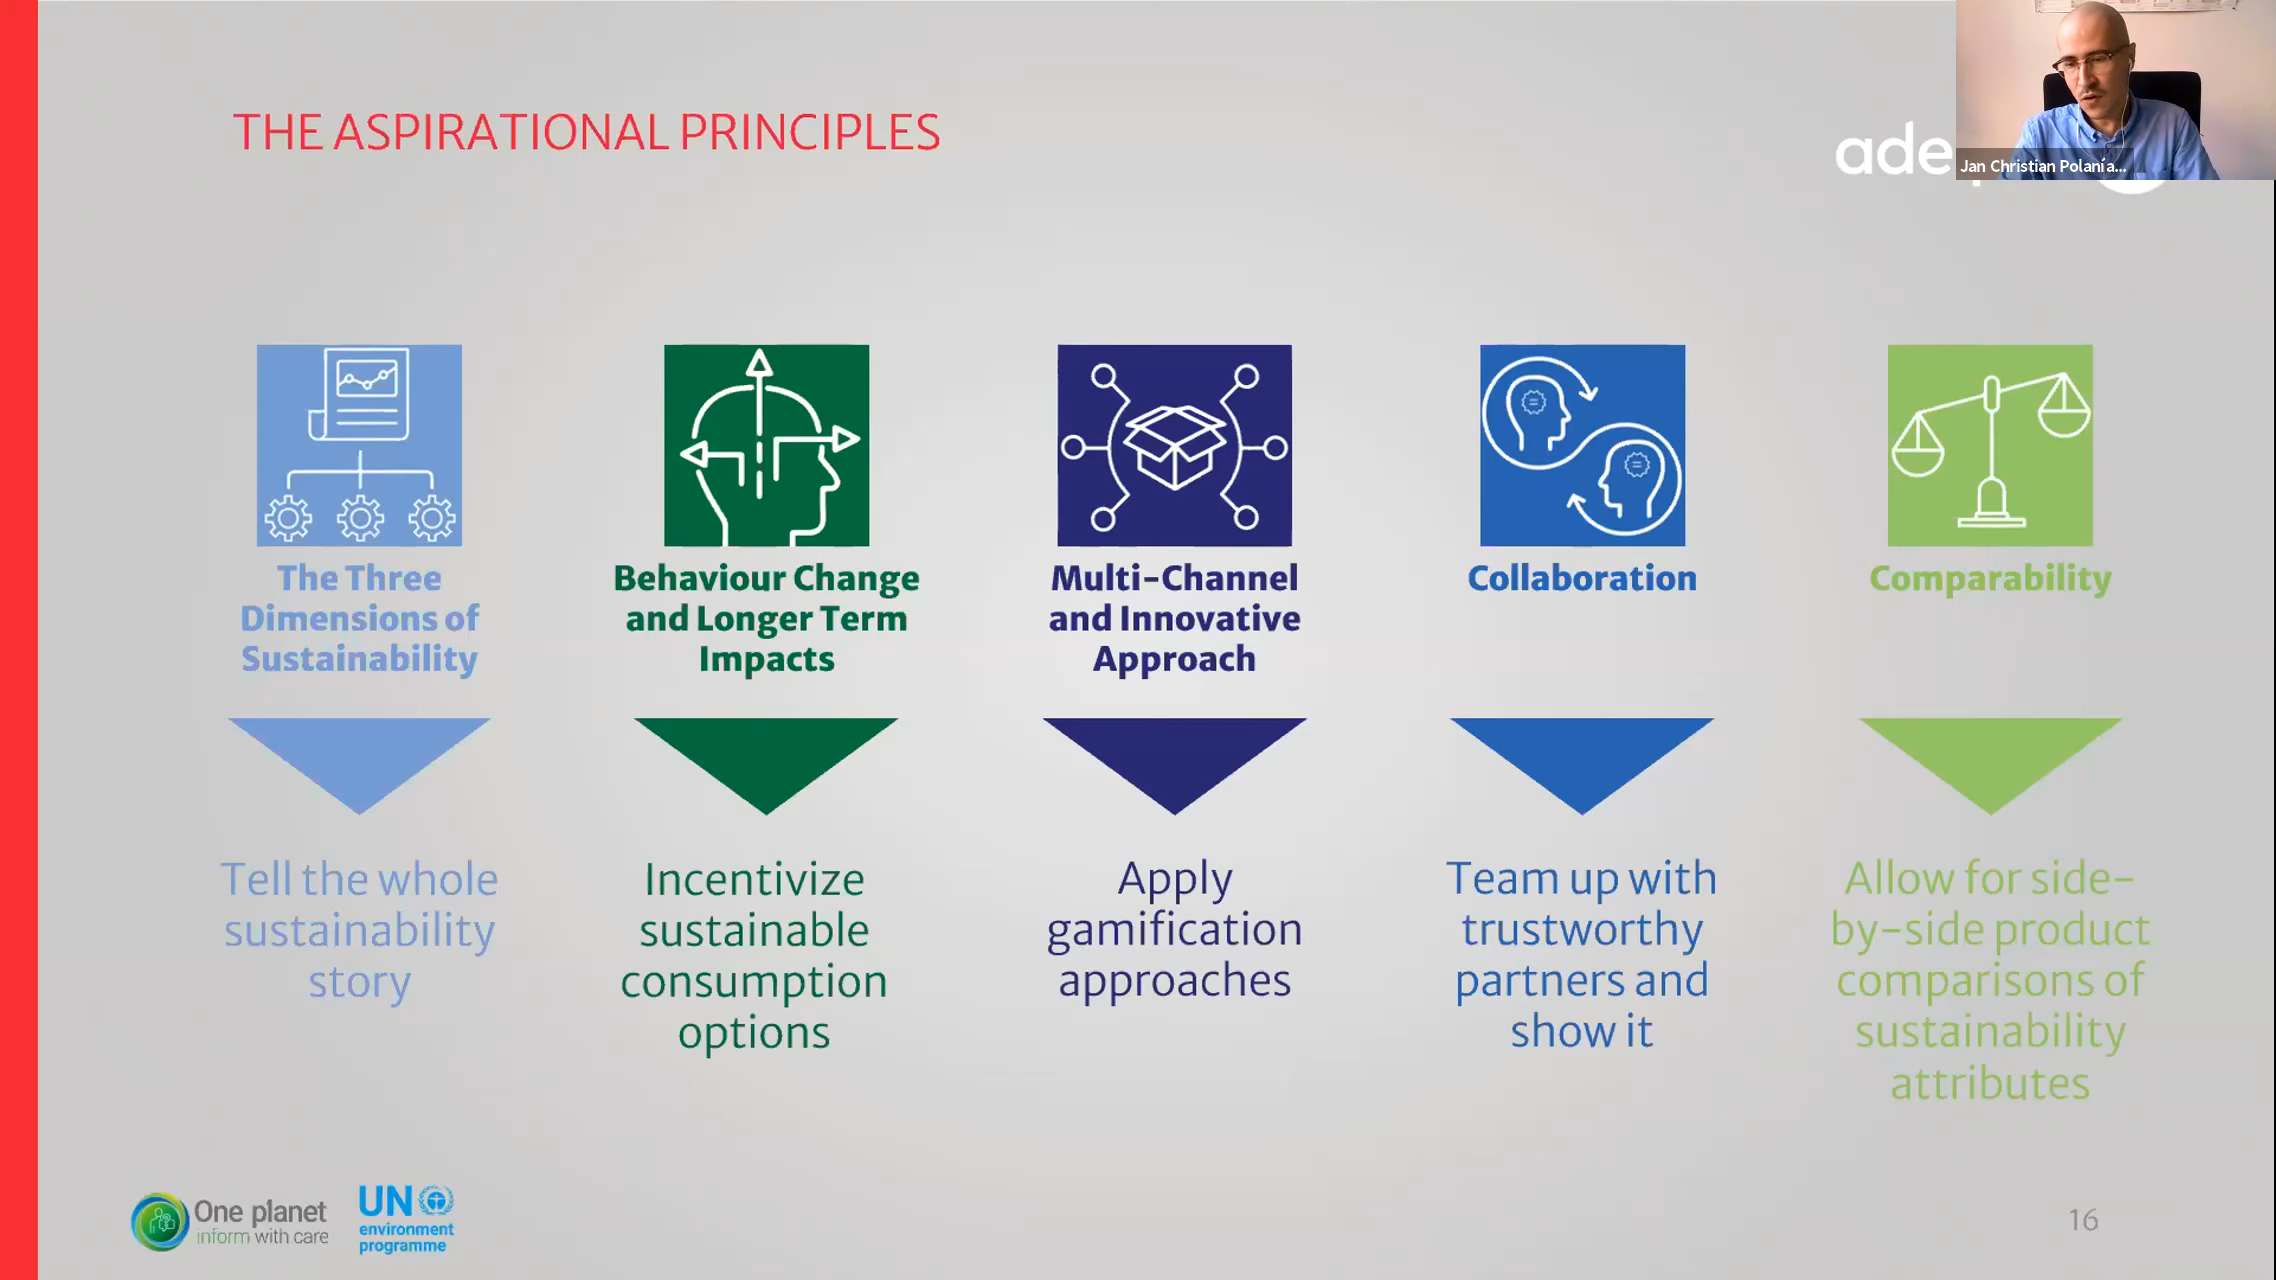 THE ASPIRATIONAL PRINCIPLES
ade
Jan Christian Polanía...
The Three
Dimensions of
Sustainability
Behaviour Change
and Longer Term
Impacts
Multi-Channel
and Innovative
Approach
Collaboration
Comparability
Tell the whole
sustainability
story
Incentivize
sustainable
consumption
options
Apply
gamification
approaches
Team up with
trustworthy
partners and
show it
Allow for side-
by-side product
comparisons of
sustainability
attributes
One planet
inform with care
UN
environment
programme
16